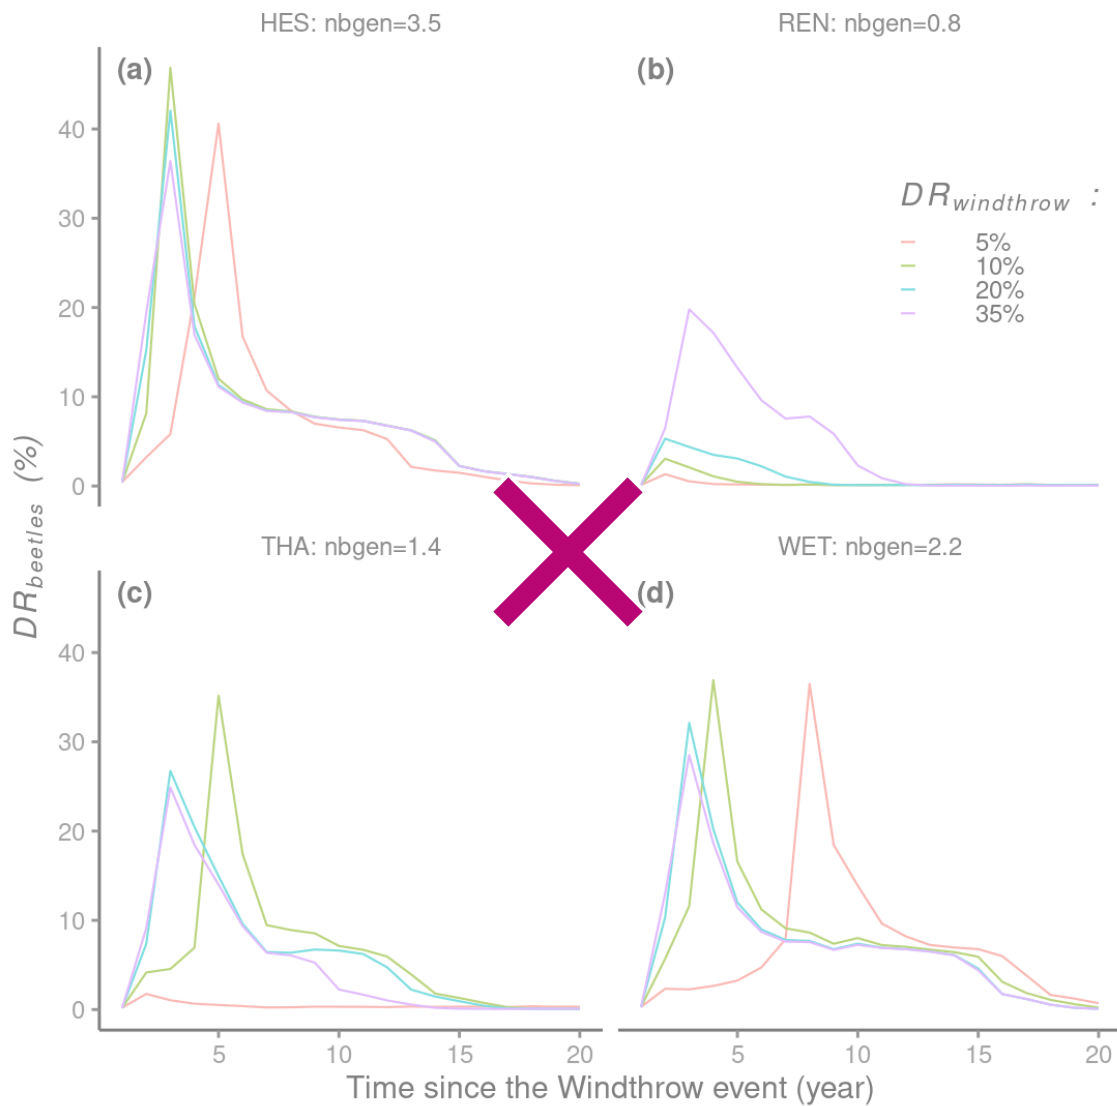 HES: nbgen=3.5
REN: nbgen=0.8
(a)
(b)
40
30
20
10
0
DRwindthrow :
5%
10%
20%
35%
THA: nbgen=1.4
WET: nbgen=2.2
(c)
(d)
40
30
20
10
0
DRbeetles (%)
5 10 15 20
5 10 15 20
Time since the Windthrow event (year)